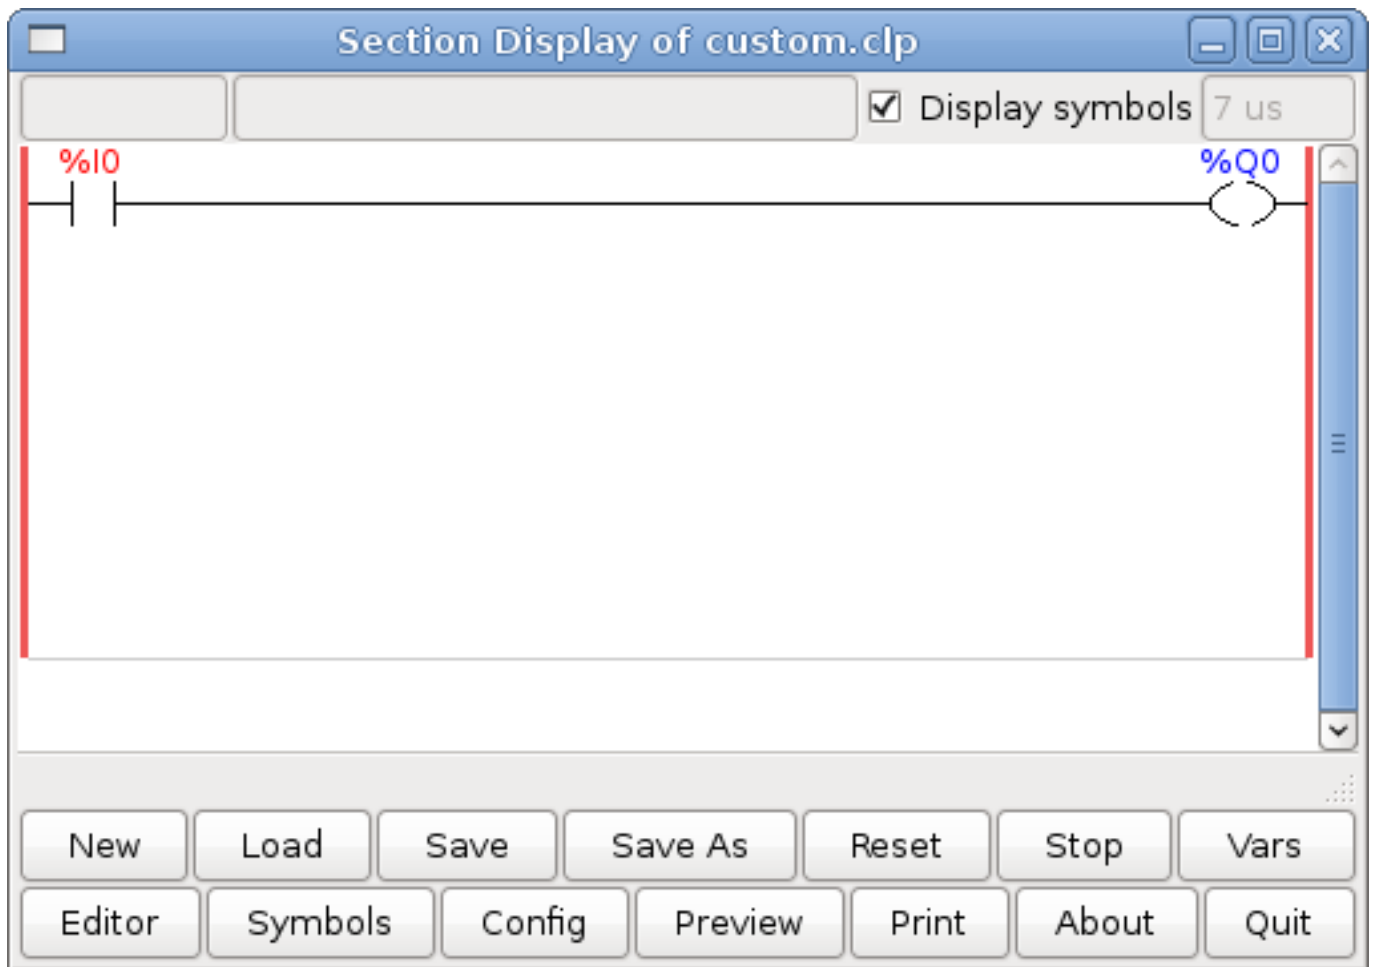 Section Display of custom.clp
Display symbols 7 us
%I0 %Q0
New Load Save Save As Reset Stop Vars
Editor Symbols Config Preview Print About Quit